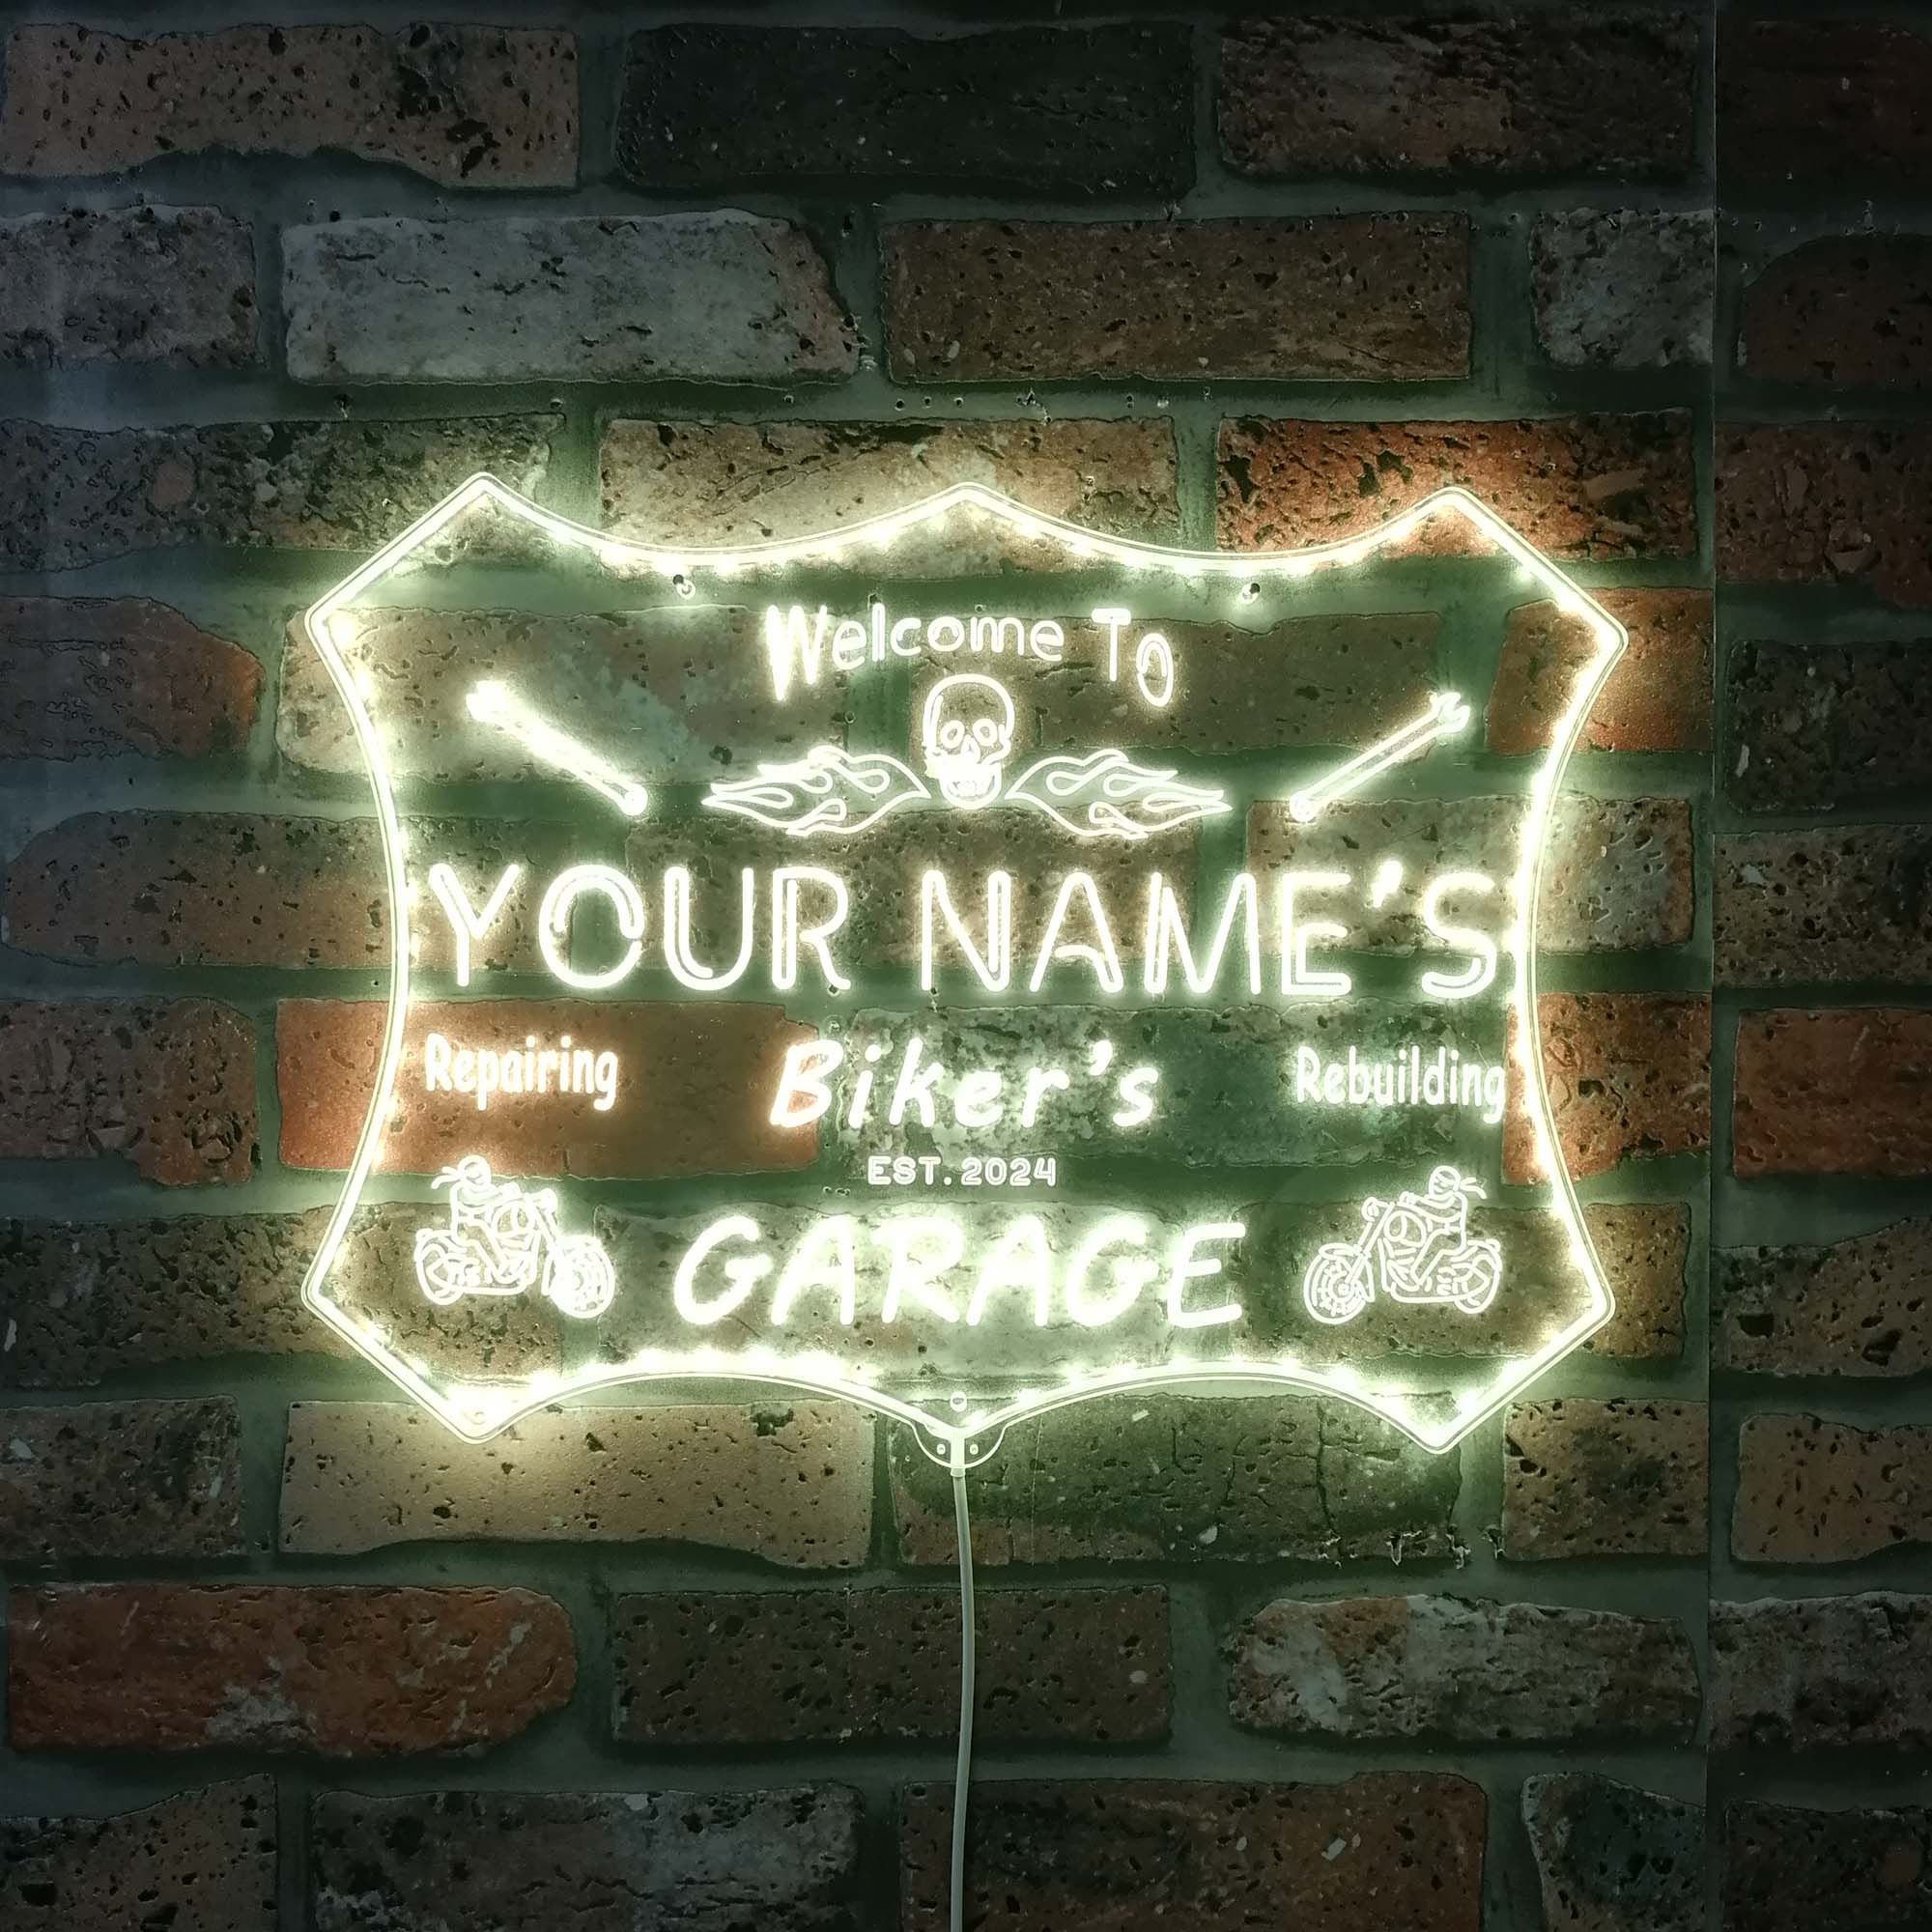 Welcome To
YOUR NAME'S
Repairing Biker's Rebuilding
EST.2024
GARAGE